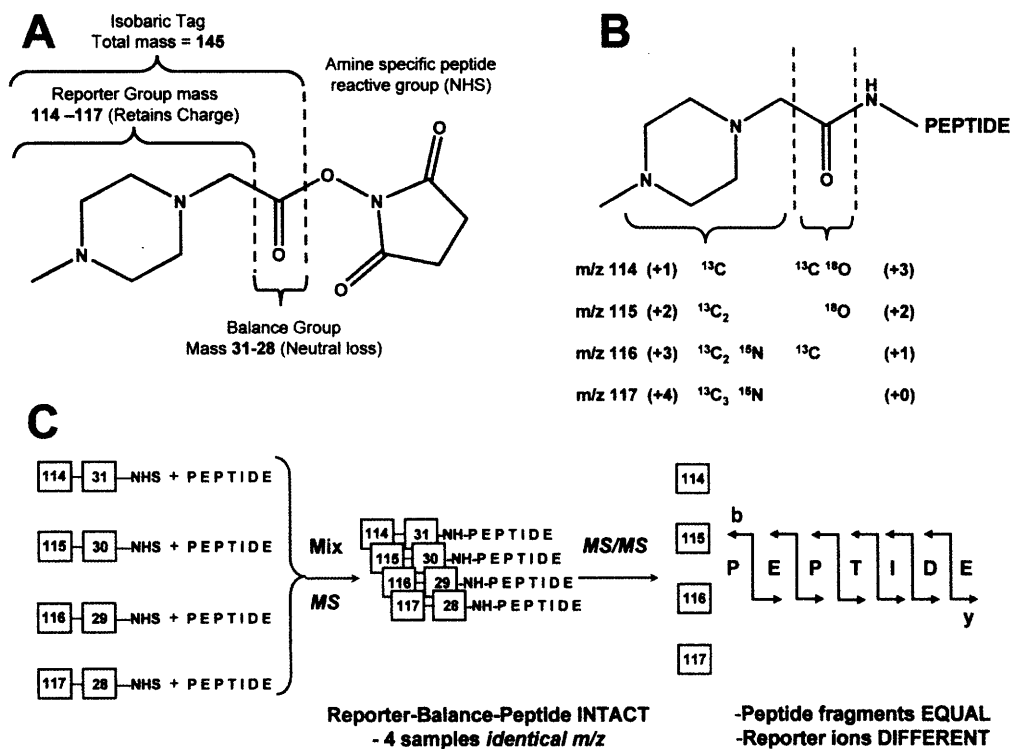 A
Isobaric Tag
Total mass = 145
Reporter Group mass
114 –117 (Retains Charge)
Amine specific peptide
reactive group (NHS)
N
N
O
O
N
O
O
Balance Group
Mass 31-28 (Neutral loss)
B
N
N
O
H
N
PEPTIDE
m/z 114 (+1) ¹³C ¹³C ¹⁸O (+3)
m/z 115 (+2) ¹³C₂ ¹⁸O (+2)
m/z 116 (+3) ¹³C₂ ¹⁵N ¹³C (+1)
m/z 117 (+4) ¹³C₃ ¹⁵N (+0)
C
114 31 NHS + PEPTIDE
115 30 NHS + PEPTIDE
116 29 NHS + PEPTIDE
117 28 NHS + PEPTIDE
Mix
MS
114 31 NH-PEPTIDE
115 30 NH-PEPTIDE
116 29 NH-PEPTIDE
117 28 NH-PEPTIDE
MS/MS
114
115
116
117
b
P E P T I D E
y
Reporter-Balance-Peptide INTACT
- 4 samples identical m/z
-Peptide fragments EQUAL
-Reporter ions DIFFERENT